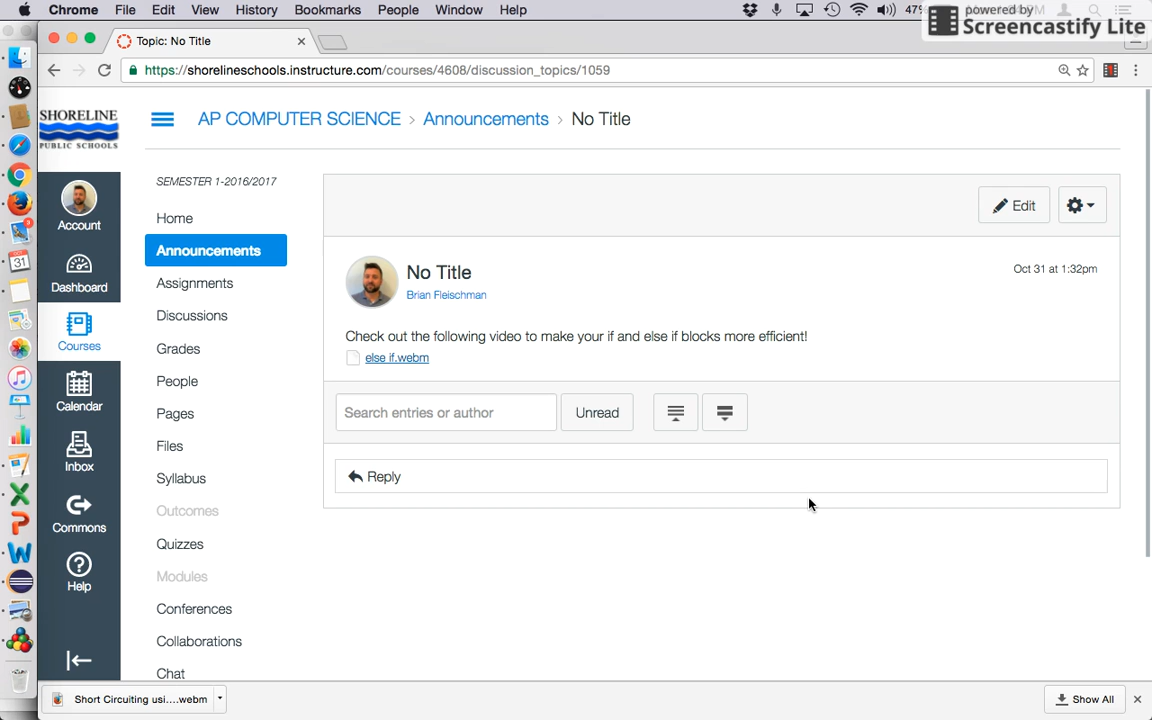 Chrome File Edit View History Bookmarks People Window Help
47%
powered by
Screencastify Lite
Topic: No Title
https://shorelineschools.instructure.com/courses/4608/discussion_topics/1059
SHORELINE
PUBLIC SCHOOLS
AP COMPUTER SCIENCE > Announcements > No Title
Account
Dashboard
Courses
Calendar
31
Inbox
Commons
Help
SEMESTER 1-2016/2017
Home
Announcements
Assignments
Discussions
Grades
People
Pages
Files
Syllabus
Outcomes
Quizzes
Modules
Conferences
Collaborations
Chat
Edit
No Title
Oct 31 at 1:32pm
Brian Fleischman
Check out the following video to make your if and else if blocks more efficient!
else if.webm
Search entries or author
Unread
Reply
Short Circuiting usi....webm
Show All